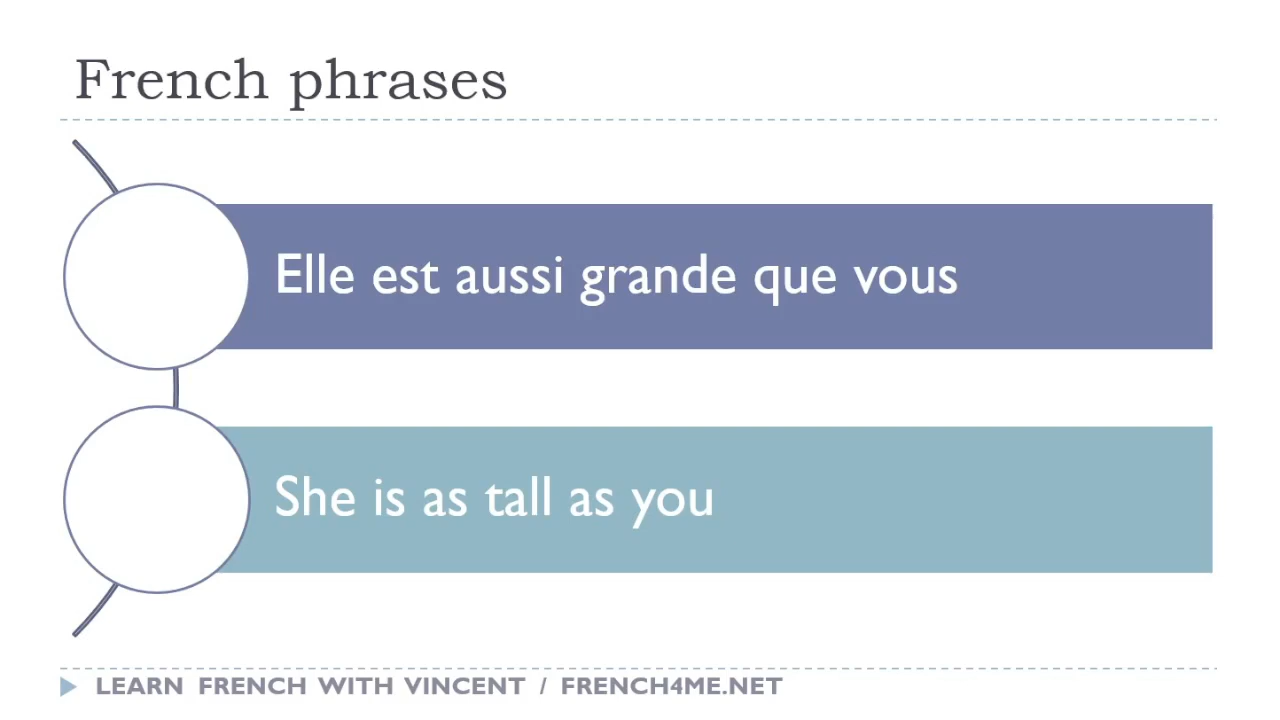 French phrases
Elle est aussi grande que vous
She is as tall as you
LEARN FRENCH WITH VINCENT / FRENCH4ME.NET